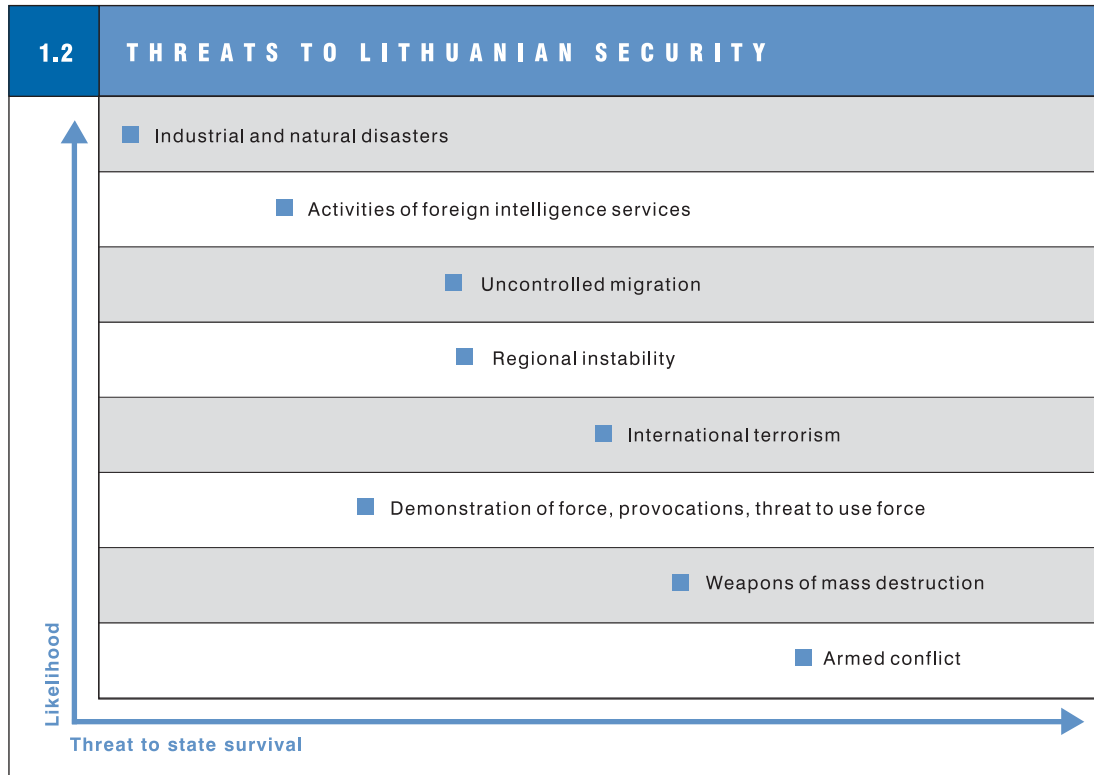 1.2 THREATS TO LITHUANIAN SECURITY
Industrial and natural disasters
Activities of foreign intelligence services
Uncontrolled migration
Regional instability
International terrorism
Demonstration of force, provocations, threat to use force
Weapons of mass destruction
Armed conflict
Likelihood
Threat to state survival